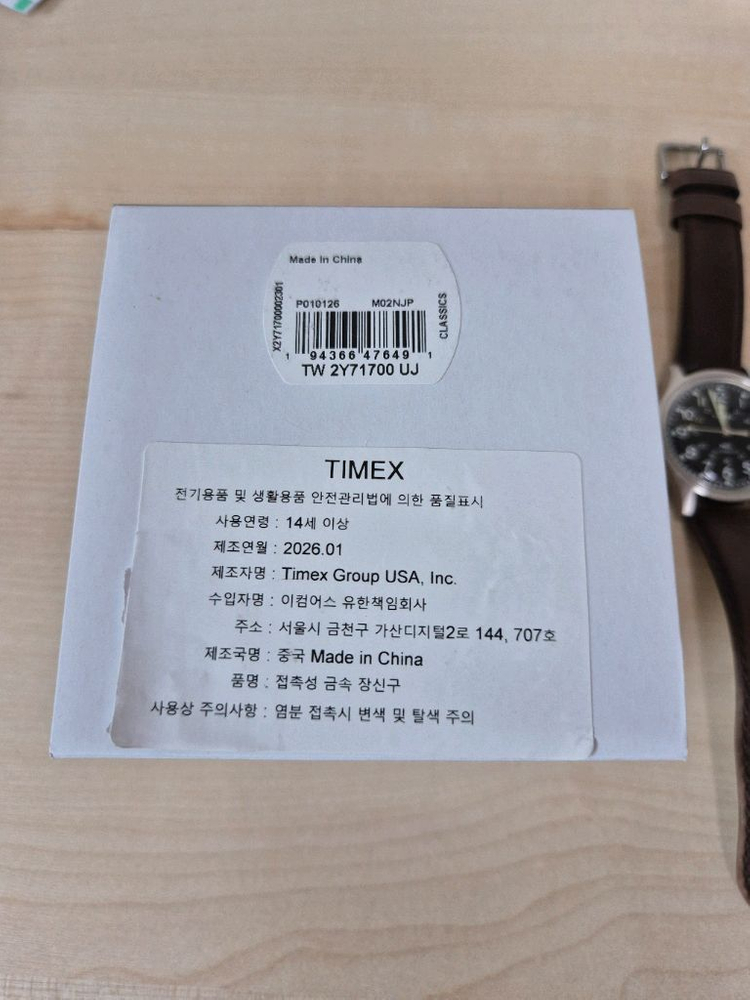 Made in China
X2Y71700002301
P010126 M02NJP
CLASSICS
1 94366 47649 1
TW 2Y71700 UJ
TIMEX
전기용품 및 생활용품 안전관리법에 의한 품질표시
사용연령 : 14세 이상
제조연월 : 2026.01
제조자명 : Timex Group USA, Inc.
수입자명 : 이컴어스 유한책임회사
주소 : 서울시 금천구 가산디지털2로 144, 707호
제조국명 : 중국 Made in China
품명 : 접촉성 금속 장신구
사용상 주의사항 : 염분 접촉시 변색 및 탈색 주의